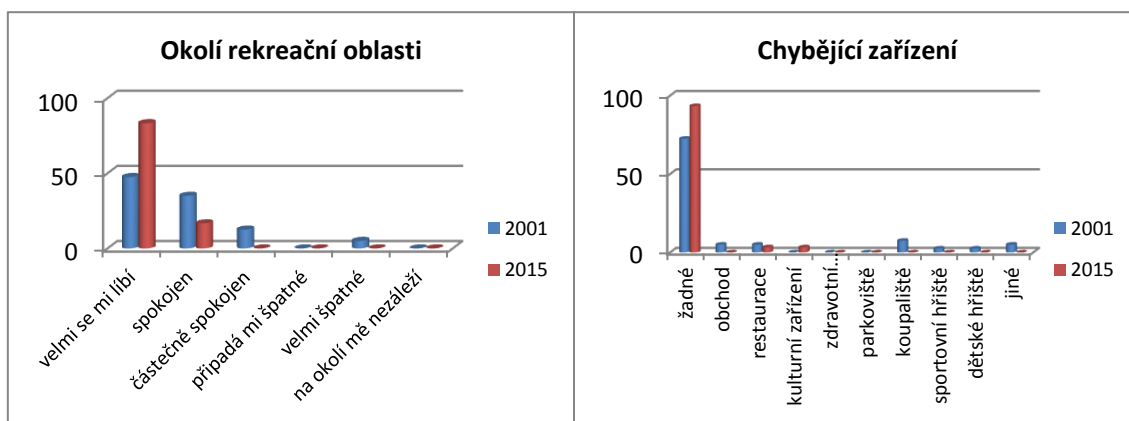 Okolí rekreační oblasti
100
50
0
velmi se mi líbí
spokojen
částečně spokojen
připadá mi špatné
velmi špatné
na okolí mě nezáleží
2001
2015
Chybějící zařízení
100
50
0
žadné
obchod
restaurace
kulturní zařízení
zdravotní…
parkoviště
koupaliště
sportovní hřiště
dětské hřiště
jiné
2001
2015